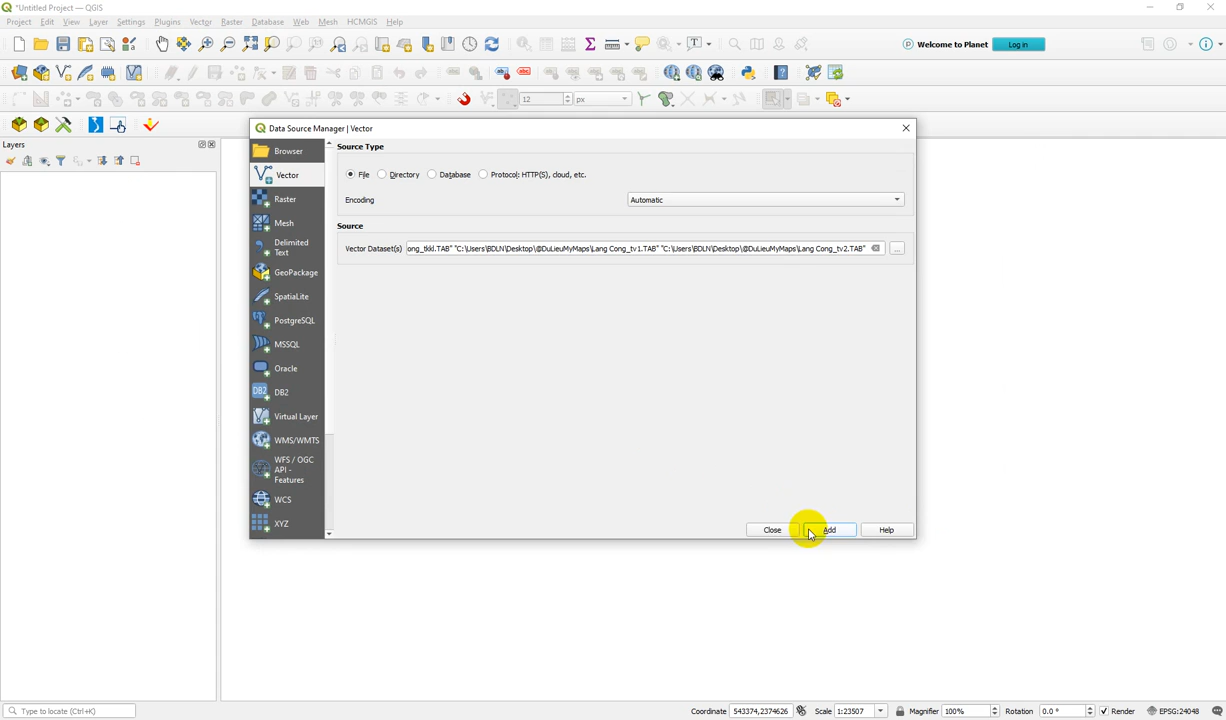 *Untitled Project — QGIS
Project Edit View Layer Settings Plugins Vector Raster Database Web Mesh HCMGIS Help
Welcome to Planet Log in
12 px
Layers
Data Source Manager | Vector
Browser
Vector
Raster
Mesh
Delimited
Text
GeoPackage
SpatiaLite
PostgreSQL
MSSQL
Oracle
DB2
Virtual Layer
WMS/WMTS
WFS / OGC
API -
Features
WCS
XYZ
Source Type
File Directory Database Protocol: HTTP(S), cloud, etc.
Encoding Automatic
Source
Vector Dataset(s) ong_tkkl.TAB" "C:\Users\BDLN\Desktop\@DuLieuMyMaps\Lang Cong_tv1.TAB" "C:\Users\BDLN\Desktop\@DuLieuMyMaps\Lang Cong_tv2.TAB" ...
Close Add Help
Type to locate (Ctrl+K) Coordinate 543374,2374626 Scale 1:23507 Magnifier 100% Rotation 0.0 ° Render EPSG:24048